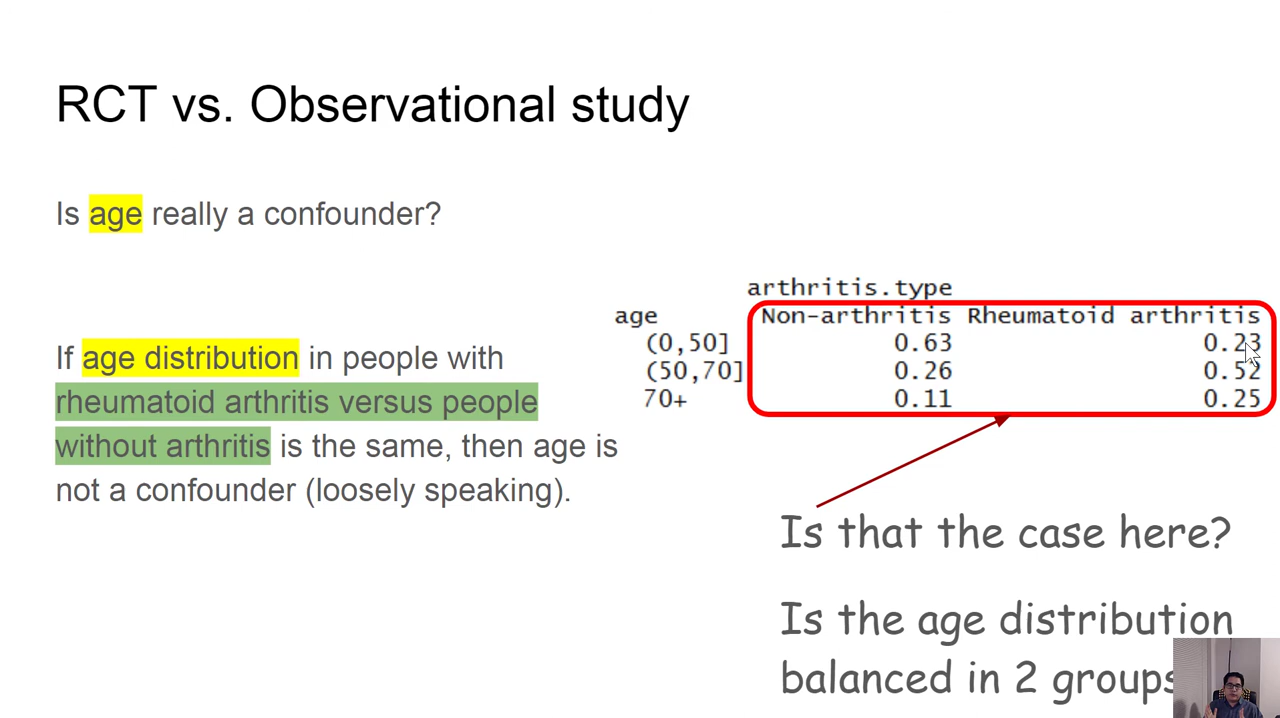 RCT vs. Observational study
Is age really a confounder?
If age distribution in people with
rheumatoid arthritis versus people
without arthritis is the same, then age is
not a confounder (loosely speaking).
arthritis.type
age Non-arthritis Rheumatoid arthritis
(0,50] 0.63 0.23
(50,70] 0.26 0.52
70+ 0.11 0.25
Is that the case here?
Is the age distribution
balanced in 2 groups